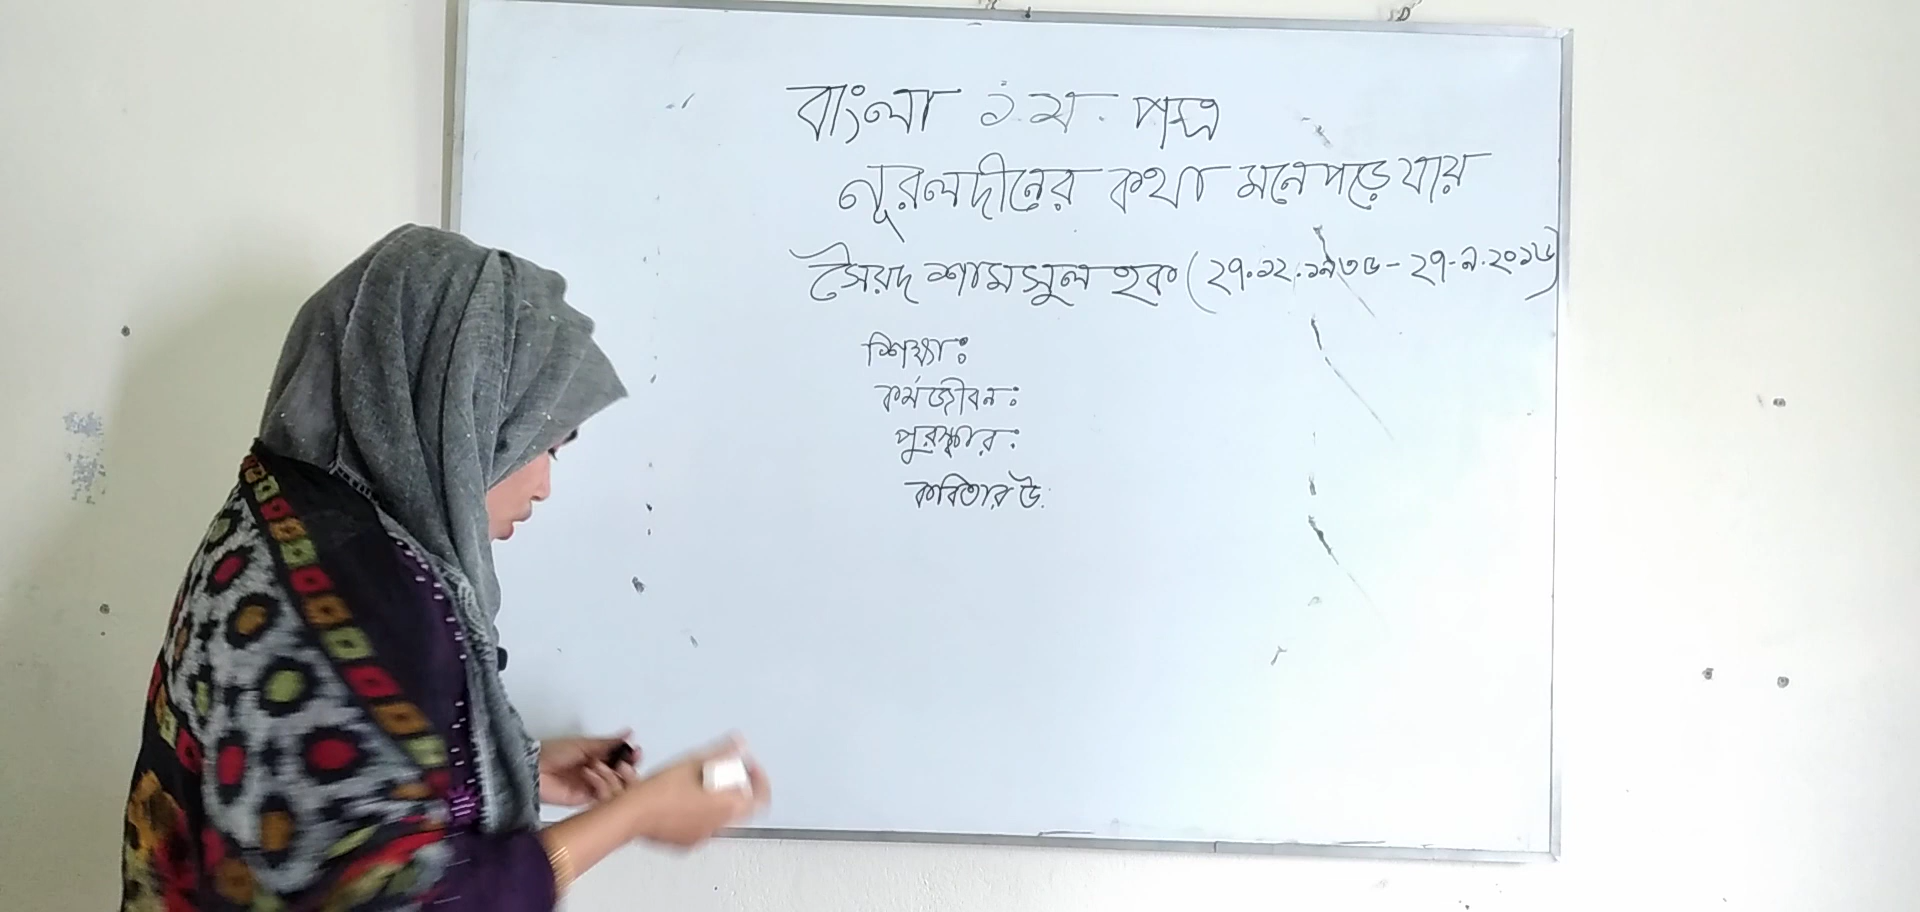 বাংলা ১ম পত্র
নূরলদীনের কথা মনে পড়ে যায়
সৈয়দ শামসুল হক (২৭.১২.১৯৩৫- ২৭-৯.২০১৬)
শিক্ষাঃ
কর্মজীবনঃ
পুরস্কারঃ
কবিতার উ: